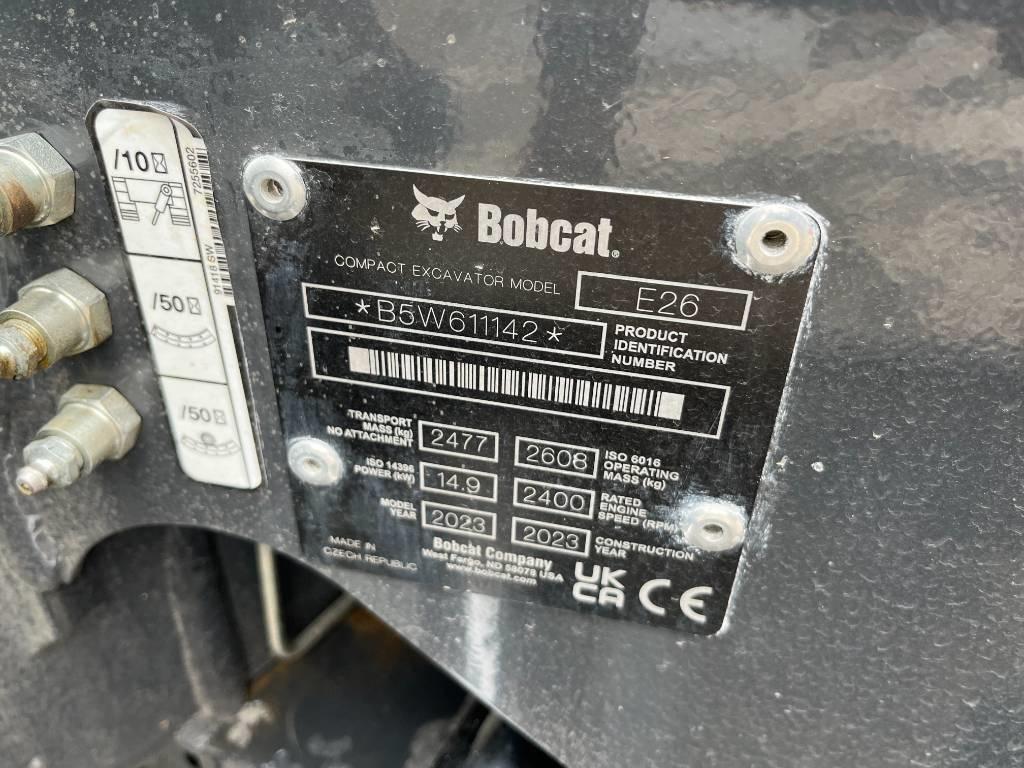 /10
7255602
91418 SW
/50
/50
Bobcat®
COMPACT EXCAVATOR MODEL E26
*B5W611142*
PRODUCT
IDENTIFICATION
NUMBER
TRANSPORT
MASS (kg)
NO ATTACHMENT
2477
2608
ISO 6016
OPERATING
MASS (kg)
ISO 14396
POWER (kW)
14.9
2400
RATED
ENGINE
SPEED (RPM)
MODEL
YEAR
2023
2023
CONSTRUCTION
YEAR
MADE IN
CZECH REPUBLIC
Bobcat Company
West Fargo, ND 58078 USA
www.bobcat.com
UK
CA
CE